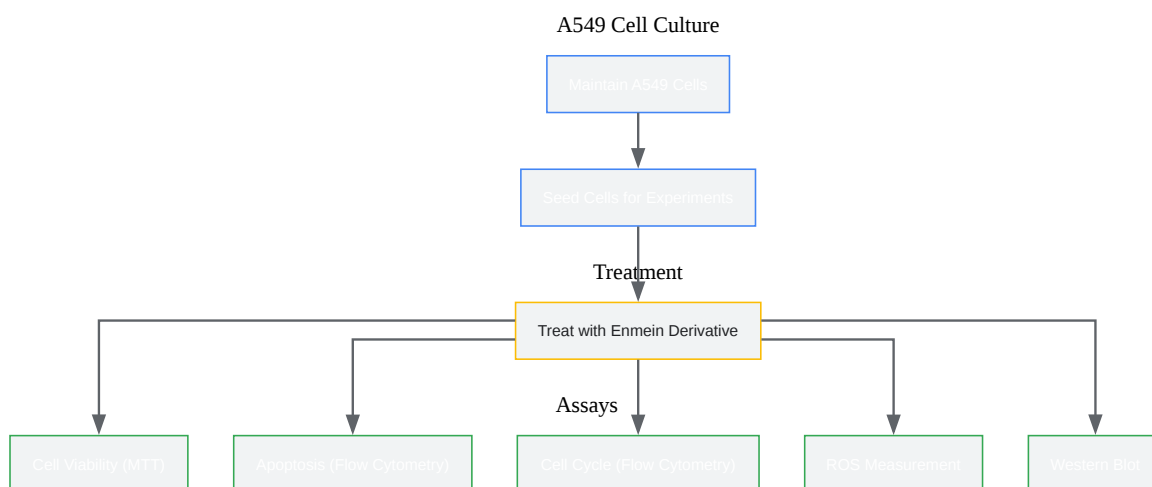 A549 Cell Culture
Maintain A549 Cells
Seed Cells for Experiments
Treatment
Treat with Enmein Derivative
Assays
Cell Viability (MTT)
Apoptosis (Flow Cytometry)
Cell Cycle (Flow Cytometry)
ROS Measurement
Western Blot